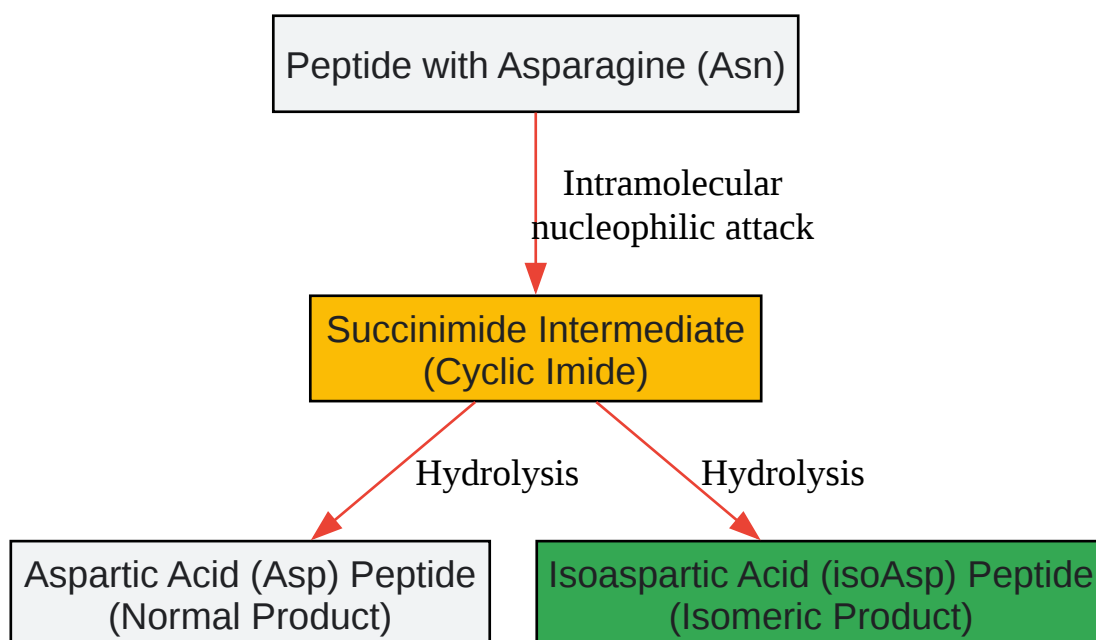 Peptide with Asparagine (Asn)
Intramolecular
nucleophilic attack
Succinimide Intermediate
(Cyclic Imide)
Hydrolysis
Hydrolysis
Aspartic Acid (Asp) Peptide
(Normal Product)
Isoaspartic Acid (isoAsp) Peptide
(Isomeric Product)